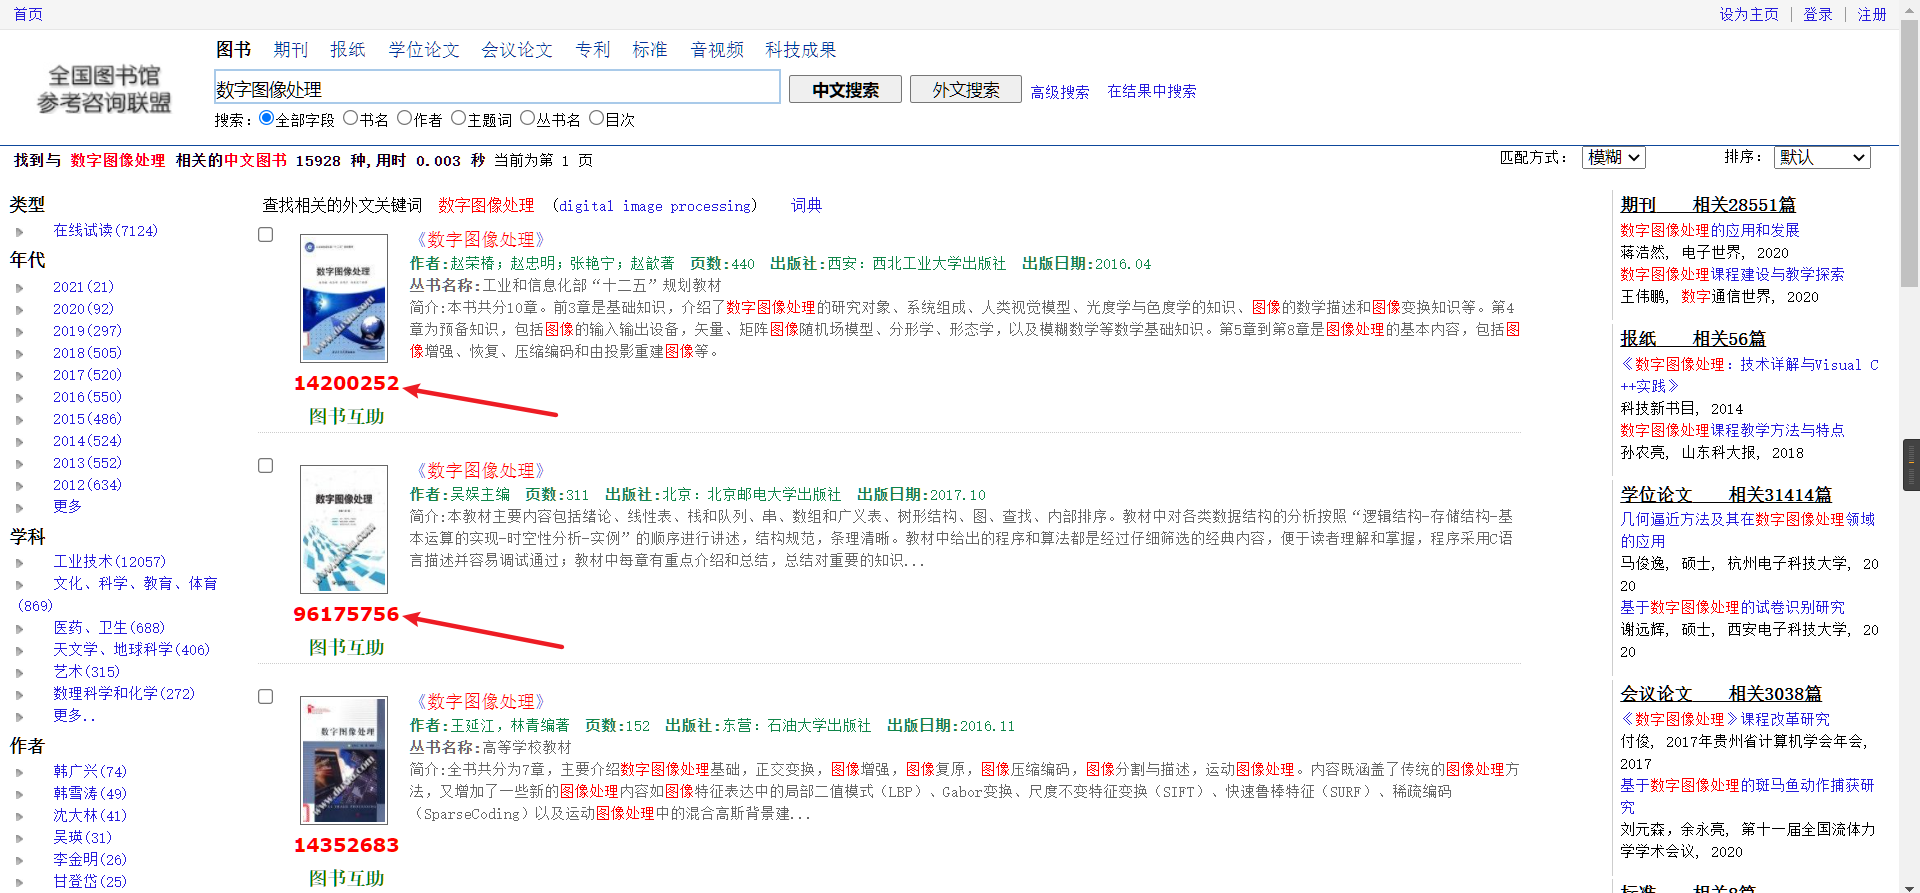 首页
设为主页 | 登录 | 注册
图书 期刊 报纸 学位论文 会议论文 专利 标准 音视频 科技成果
全国图书馆
参考咨询联盟
数字图像处理 中文搜索 外文搜索 高级搜索 在结果中搜索
搜索： 全部字段 书名 作者 主题词 丛书名 目次
找到与 数字图像处理 相关的中文图书 15928 种,用时 0.003 秒 当前为第 1 页
匹配方式： 模糊 排序： 默认
类型
在线试读(7124)
年代
2021(21)
2020(92)
2019(297)
2018(505)
2017(520)
2016(550)
2015(486)
2014(524)
2013(552)
2012(634)
更多
学科
工业技术(12057)
文化、科学、教育、体育
(869)
医药、卫生(688)
天文学、地球科学(406)
艺术(315)
数理科学和化学(272)
更多..
作者
韩广兴(74)
韩雪涛(49)
沈大林(41)
吴瑛(31)
李金明(26)
甘登岱(25)
查找相关的外文关键词 数字图像处理 （digital image processing） 词典
数字图像处理
《数字图像处理》
作者:赵荣椿；赵忠明；张艳宁；赵歆著 页数:440 出版社:西安：西北工业大学出版社 出版日期:2016.04
丛书名称:工业和信息化部“十二五”规划教材
简介:本书共分10章。前3章是基础知识，介绍了数字图像处理的研究对象、系统组成、人类视觉模型、光度学与色度学的知识、图像的数学描述和图像变换知识等。第4
章为预备知识，包括图像的输入输出设备，矢量、矩阵图像随机场模型、分形学、形态学，以及模糊数学等数学基础知识。第5章到第8章是图像处理的基本内容，包括图
像增强、恢复、压缩编码和由投影重建图像等。
14200252
图书互助
数字图像处理
《数字图像处理》
作者:吴娱主编 页数:311 出版社:北京：北京邮电大学出版社 出版日期:2017.10
简介:本教材主要内容包括绪论、线性表、栈和队列、串、数组和广义表、树形结构、图、查找、内部排序。教材中对各类数据结构的分析按照“逻辑结构-存储结构-基
本运算的实现-时空性分析-实例”的顺序进行讲述，结构规范，条理清晰。教材中给出的程序和算法都是经过仔细筛选的经典内容，便于读者理解和掌握，程序采用C语
言描述并容易调试通过；教材中每章有重点介绍和总结，总结对重要的知识...
96175756
图书互助
数字图像处理
《数字图像处理》
作者:王延江，林青编著 页数:152 出版社:东营：石油大学出版社 出版日期:2016.11
丛书名称:高等学校教材
简介:全书共分为7章，主要介绍数字图像处理基础，正交变换，图像增强，图像复原，图像压缩编码，图像分割与描述，运动图像处理。内容既涵盖了传统的图像处理方
法，又增加了一些新的图像处理内容如图像特征表达中的局部二值模式（LBP）、Gabor变换、尺度不变特征变换（SIFT）、快速鲁棒特征（SURF）、稀疏编码
（SparseCoding）以及运动图像处理中的混合高斯背景建...
14352683
图书互助
期刊 相关28551篇
数字图像处理的应用和发展
蒋浩然, 电子世界, 2020
数字图像处理课程建设与教学探索
王伟鹏, 数字通信世界, 2020
报纸 相关56篇
《数字图像处理：技术详解与Visual C
++实践》
科技新书目, 2014
数字图像处理课程教学方法与特点
孙农亮, 山东科大报, 2018
学位论文 相关31414篇
几何逼近方法及其在数字图像处理领域
的应用
马俊逸, 硕士, 杭州电子科技大学, 20
20
基于数字图像处理的试卷识别研究
谢远辉, 硕士, 西安电子科技大学, 20
20
会议论文 相关3038篇
《数字图像处理》课程改革研究
付俊, 2017年贵州省计算机学会年会,
2017
基于数字图像处理的斑马鱼动作捕获研
究
刘元森，余永亮, 第十一届全国流体力
学学术会议, 2020
标准 相关8篇